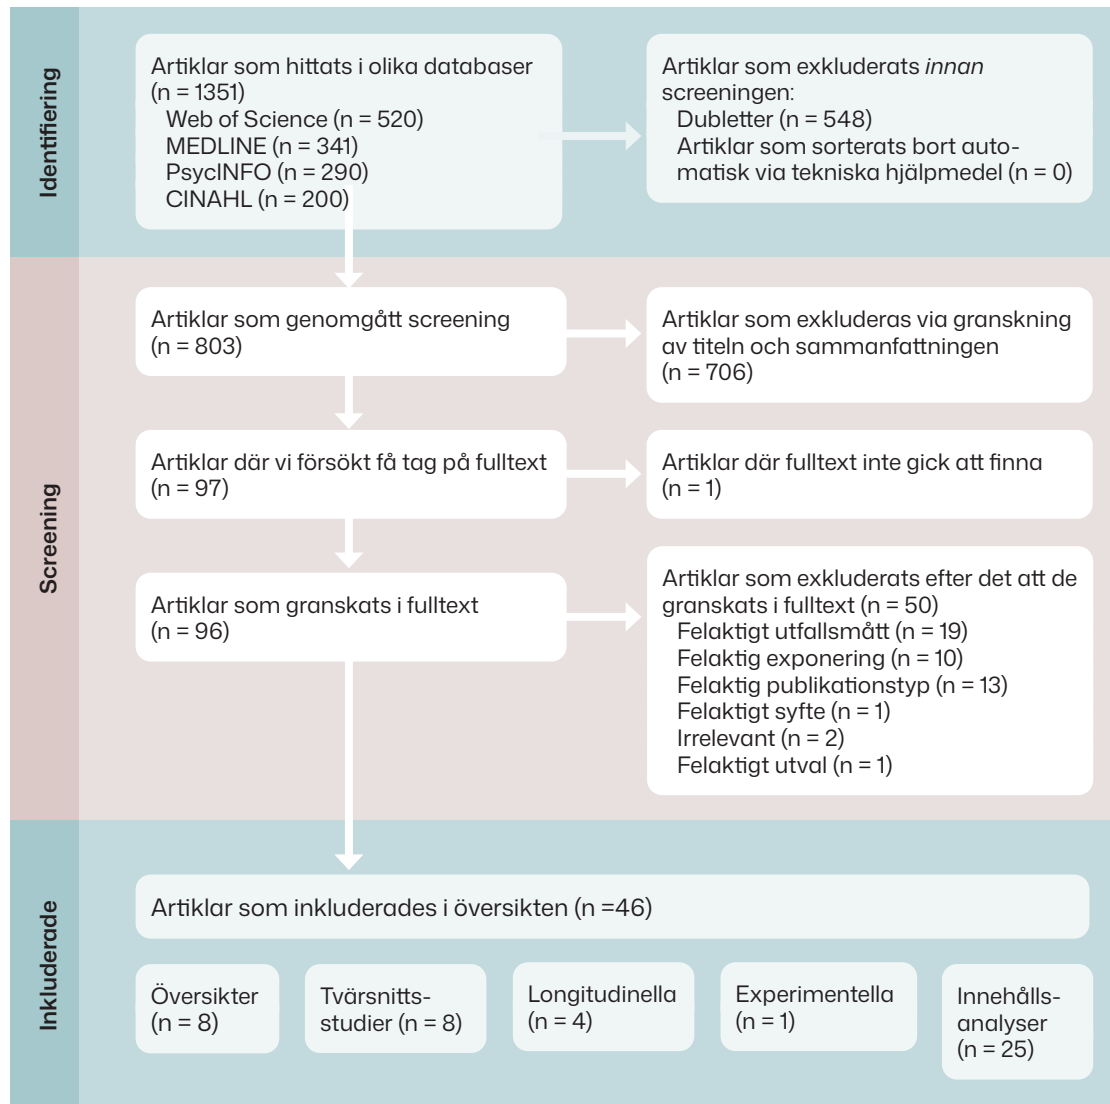 Identifiering
Artiklar som hittats i olika databaser
(n = 1351)
Web of Science (n = 520)
MEDLINE (n = 341)
PsycINFO (n = 290)
CINAHL (n = 200)
Artiklar som exkluderats innan
screeningen:
Dubletter (n = 548)
Artiklar som sorterats bort auto-
matisk via tekniska hjälpmedel (n = 0)
Screening
Artiklar som genomgått screening
(n = 803)
Artiklar som exkluderas via granskning
av titeln och sammanfattningen
(n = 706)
Artiklar där vi försökt få tag på fulltext
(n = 97)
Artiklar där fulltext inte gick att finna
(n = 1)
Artiklar som granskats i fulltext
(n = 96)
Artiklar som exkluderats efter det att de
granskats i fulltext (n = 50)
Felaktigt utfallsmått (n = 19)
Felaktig exponering (n = 10)
Felaktig publikationstyp (n = 13)
Felaktigt syfte (n = 1)
Irrelevant (n = 2)
Felaktigt utval (n = 1)
Inkluderade
Artiklar som inkluderades i översikten (n =46)
Översikter
(n = 8)
Tvärsnitts-
studier (n = 8)
Longitudinella
(n = 4)
Experimentella
(n = 1)
Innehålls-
analyser
(n = 25)